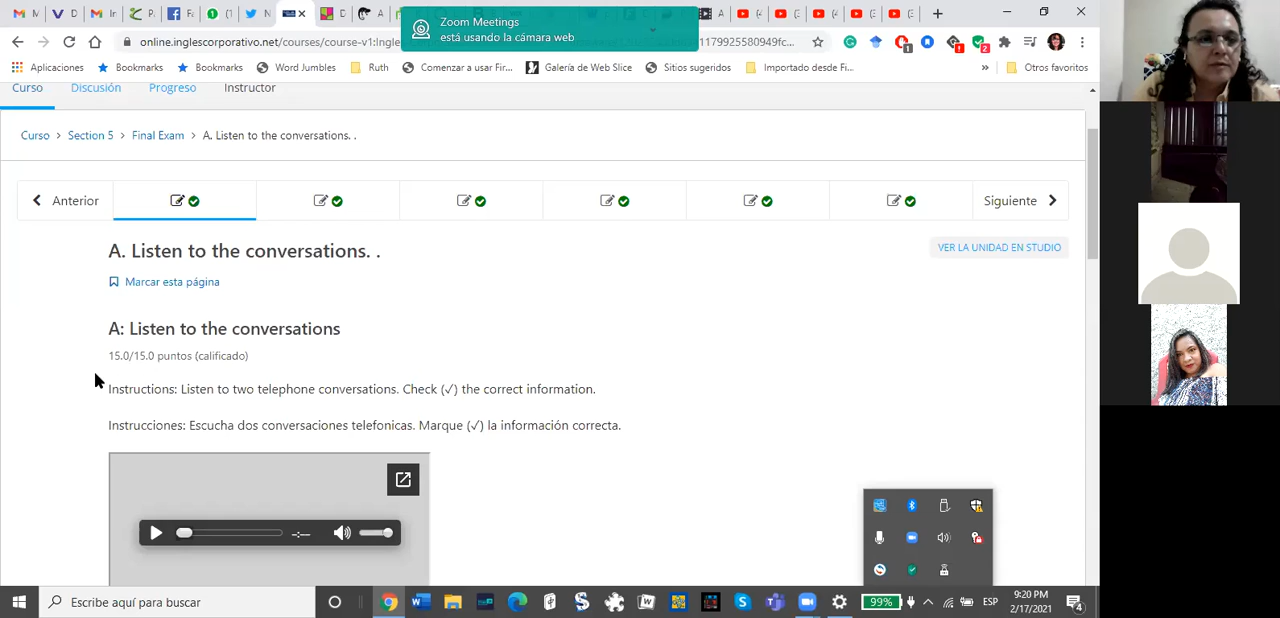 Zoom Meetings
está usando la cámara web
online.inglescorporativo.net/courses/course-v1:Ingle
1179925580949fc...
Aplicaciones
Bookmarks
Bookmarks
Word Jumbles
Ruth
Comenzar a usar Fir...
Galería de Web Slice
Sitios sugeridos
Importado desde Fi...
»
Otros favoritos
Curso
Discusión
Progreso
Instructor
Curso > Section 5 > Final Exam > A. Listen to the conversations. .
Anterior
Siguiente
A. Listen to the conversations. .
VER LA UNIDAD EN STUDIO
Marcar esta página
A: Listen to the conversations
15.0/15.0 puntos (calificado)
Instructions: Listen to two telephone conversations. Check (✓) the correct information.
Instrucciones: Escucha dos conversaciones telefonicas. Marque (✓) la información correcta.
-:--
Escribe aquí para buscar
99%
ESP
9:20 PM
2/17/2021
4